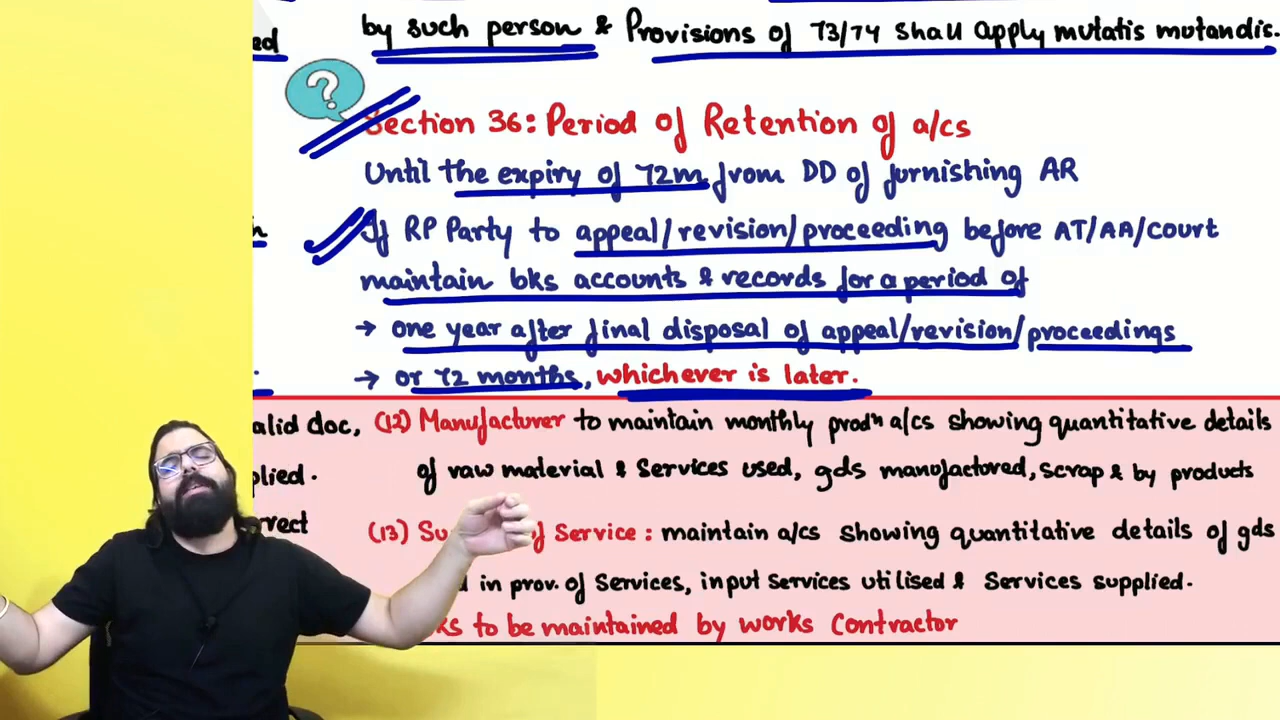 by such person & Provisions of 73/74 Shall Apply mutatis mutandis.
ed
?
Section 36: Period of Retention of a/cs
Until the expiry of 72m from DD of furnishing AR
If RP Party to appeal/revision/proceeding before AT/AA/court
maintain bks accounts & records for a period of
→ one year after final disposal of appeal/revision/proceedings
→ or 72 months, whichever is later.
alid doc, (12) Manufacturer to maintain monthly prodn a/cs showing quantitative details
plied. of raw material & Services used, gds manufactured, scrap & by products
rrect (13) Su of Service: maintain a/cs showing quantitative details of gds
in prov. of Services, input Services utilised & Services supplied.
ks to be maintained by works Contractor